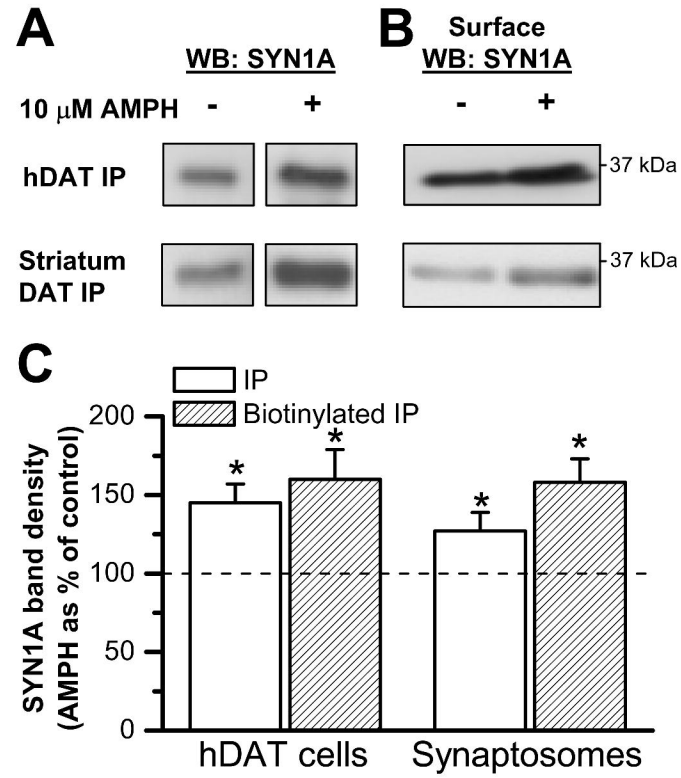 A
WB: SYN1A
10 μM AMPH - +
hDAT IP
Striatum
DAT IP
B
Surface
WB: SYN1A
- +
37 kDa
37 kDa
C
IP
Biotinylated IP
SYN1A band density
(AMPH as % of control)
200
150
100
50
0
* * * *
hDAT cells Synaptosomes